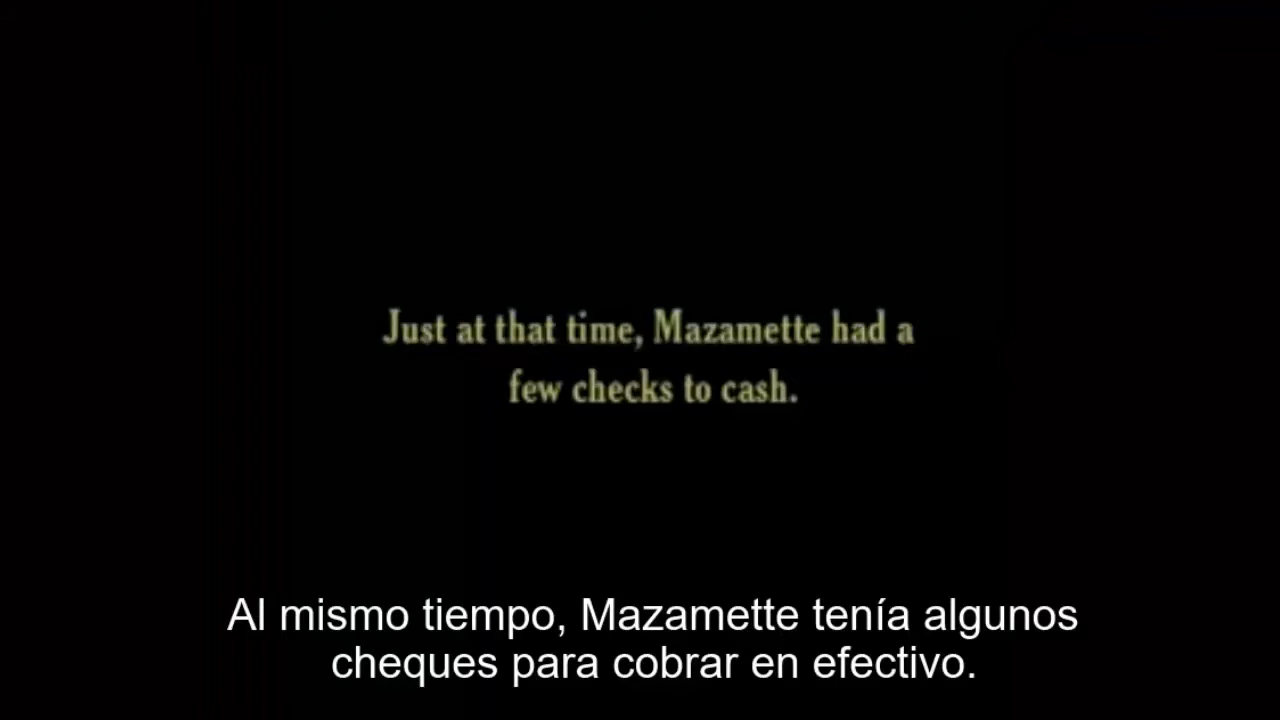 Just at that time, Mazamette had a
few checks to cash.
Al mismo tiempo, Mazamette tenía algunos
cheques para cobrar en efectivo.